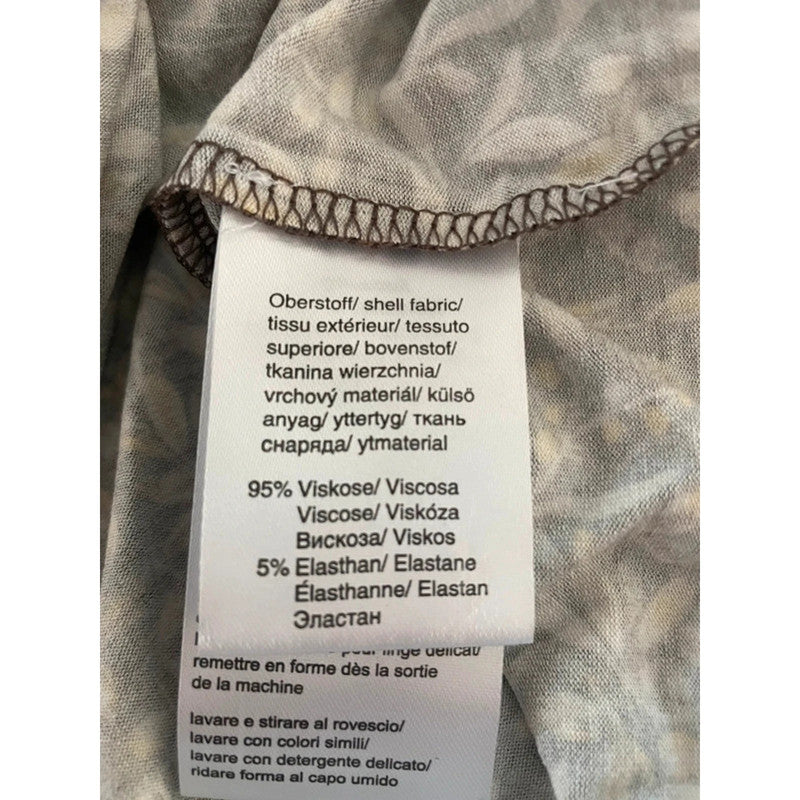 Oberstoff/ shell fabric/
tissu extérieur/ tessuto
superiore/ bovenstof/
tkanina wierzchnia/
vrchový materiál/ külső
anyag/ yttertyg/ ткань
снаряда/ ytmaterial
95% Viskose/ Viscosa
Viscose/ Viskóza
Вискоза/ Viskos
5% Elasthan/ Elastane
Élasthanne/ Elastan
Эластан
pour linge délicat/
remettre en forme dès la sortie
de la machine
lavare e stirare al rovescio/
lavare con colori simili/
lavare con detergente delicato/
ridare forma al capo umido